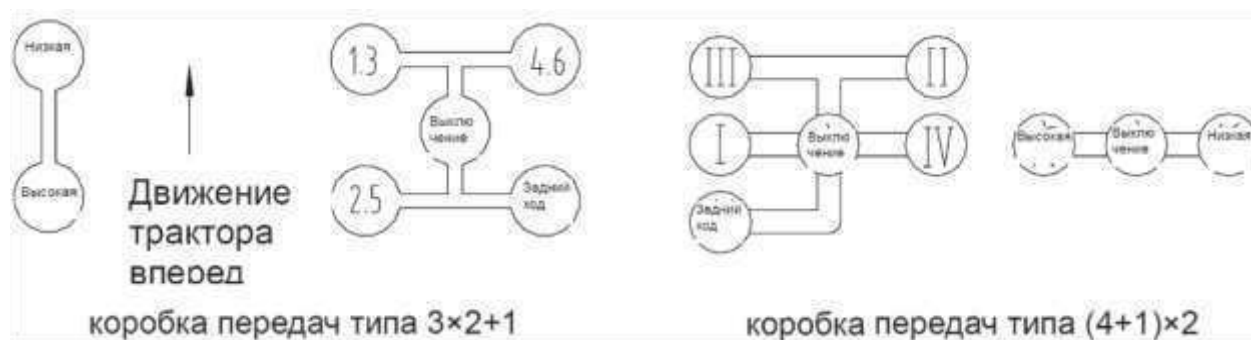 Низкая
Высокая
Движение
трактора
вперед
1.3
4.6
Выклю
чение
2.5
Задний
ход
коробка передач типа 3×2+1
III
II
I
Выклю
чение
IV
Задний
ход
Высокая
Выклю
чение
Низкая
коробка передач типа (4+1)×2